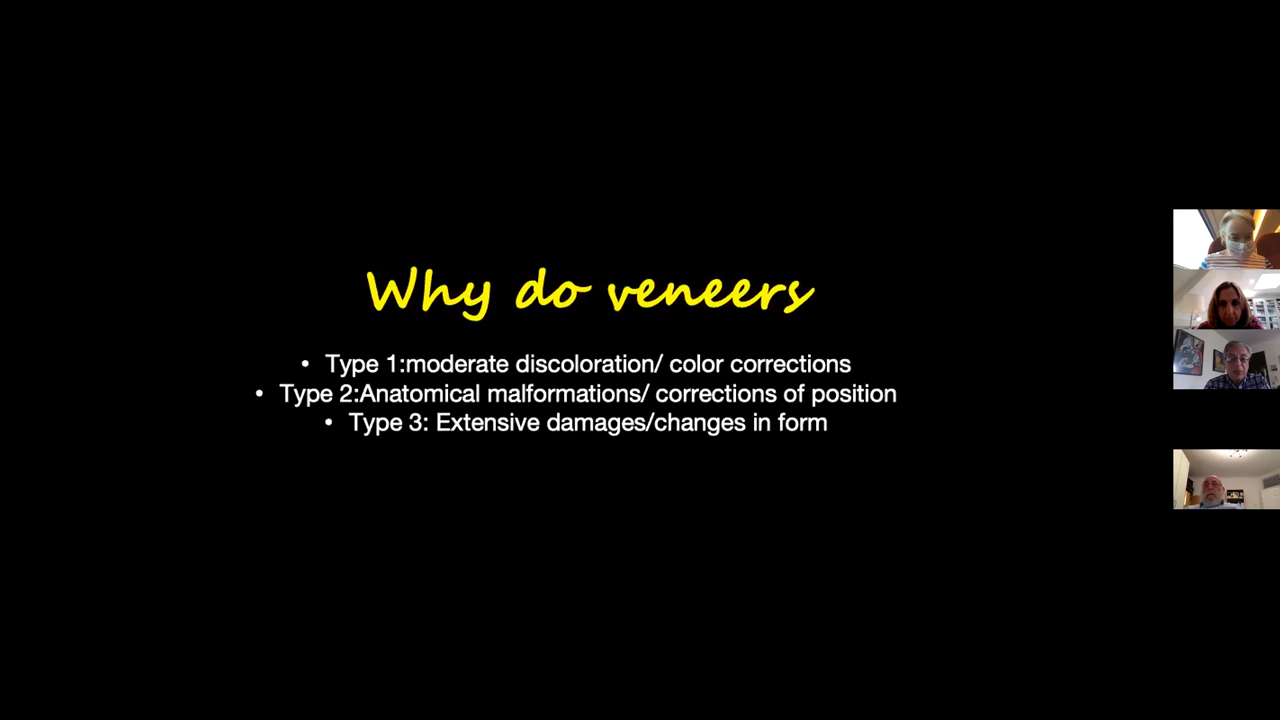 Why do veneers
• Type 1:moderate discoloration/ color corrections
• Type 2:Anatomical malformations/ corrections of position
• Type 3: Extensive damages/changes in form